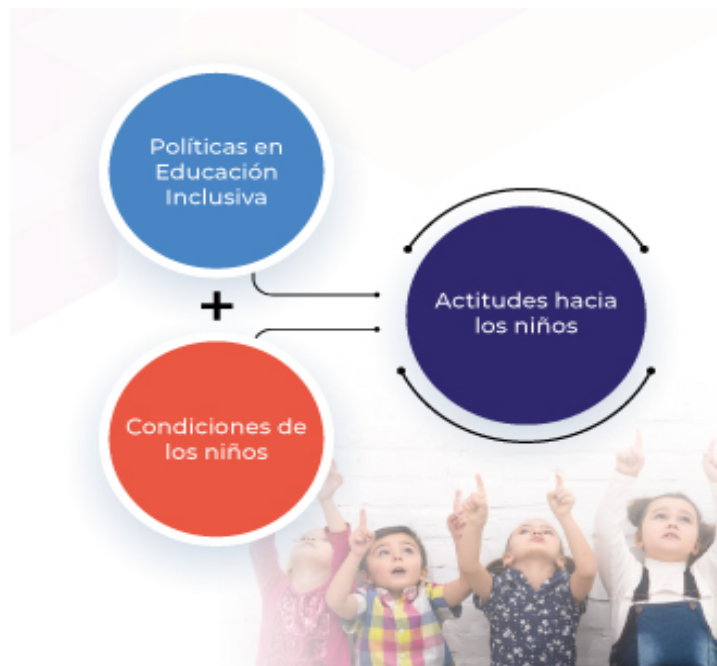 Políticas en
Educación
Inclusiva
+
Condiciones de
los niños
Actitudes hacia
los niños